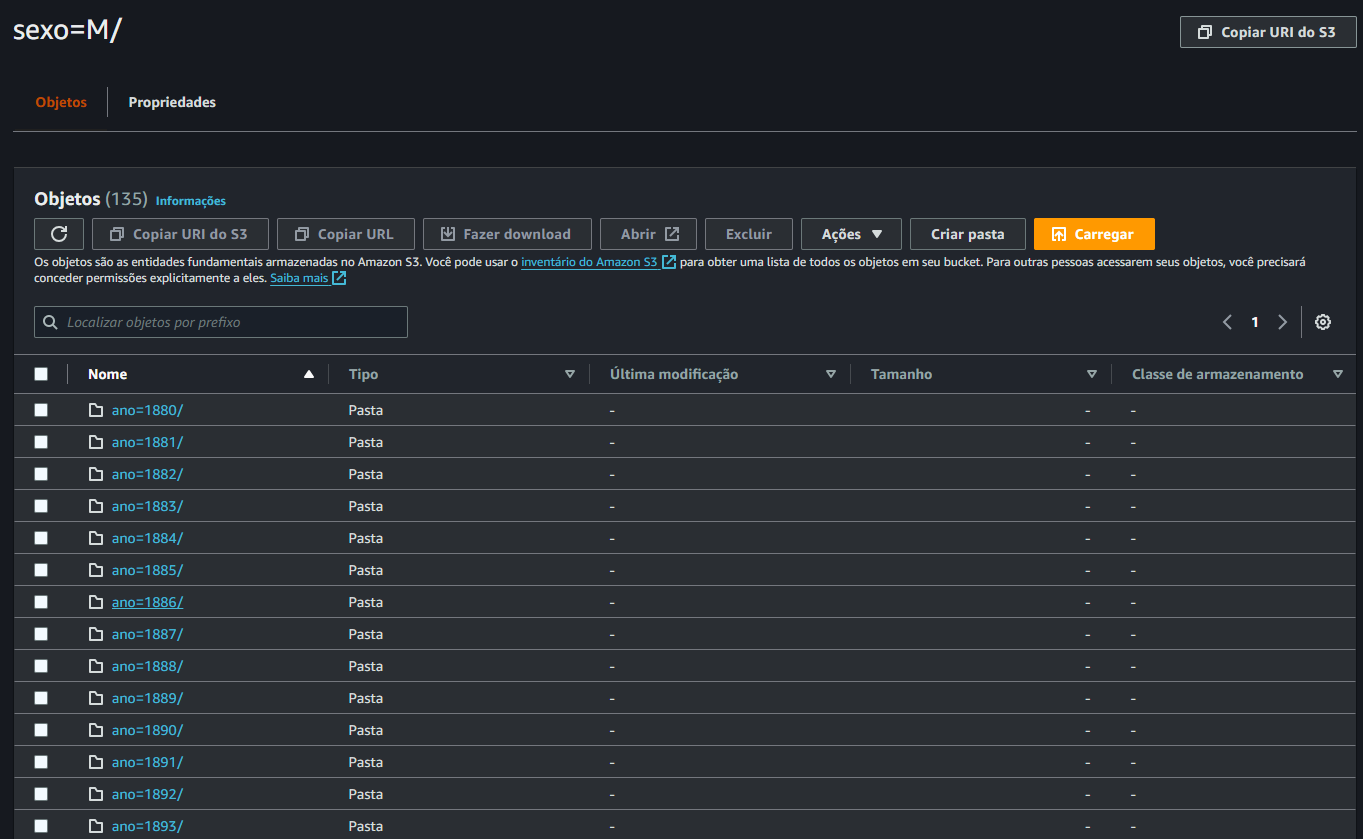 sexo=M/
Copiar URI do S3
Objetos
Propriedades
Objetos (135) Informações
Copiar URI do S3
Copiar URL
Fazer download
Abrir
Excluir
Ações
Criar pasta
Carregar
Os objetos são as entidades fundamentais armazenadas no Amazon S3. Você pode usar o inventário do Amazon S3 para obter uma lista de todos os objetos em seu bucket. Para outras pessoas acessarem seus objetos, você precisará
conceder permissões explicitamente a eles. Saiba mais
Localizar objetos por prefixo
1
Nome Tipo Última modificação Tamanho Classe de armazenamento
ano=1880/ Pasta - - -
ano=1881/ Pasta - - -
ano=1882/ Pasta - - -
ano=1883/ Pasta - - -
ano=1884/ Pasta - - -
ano=1885/ Pasta - - -
ano=1886/ Pasta - - -
ano=1887/ Pasta - - -
ano=1888/ Pasta - - -
ano=1889/ Pasta - - -
ano=1890/ Pasta - - -
ano=1891/ Pasta - - -
ano=1892/ Pasta - - -
ano=1893/ Pasta - - -